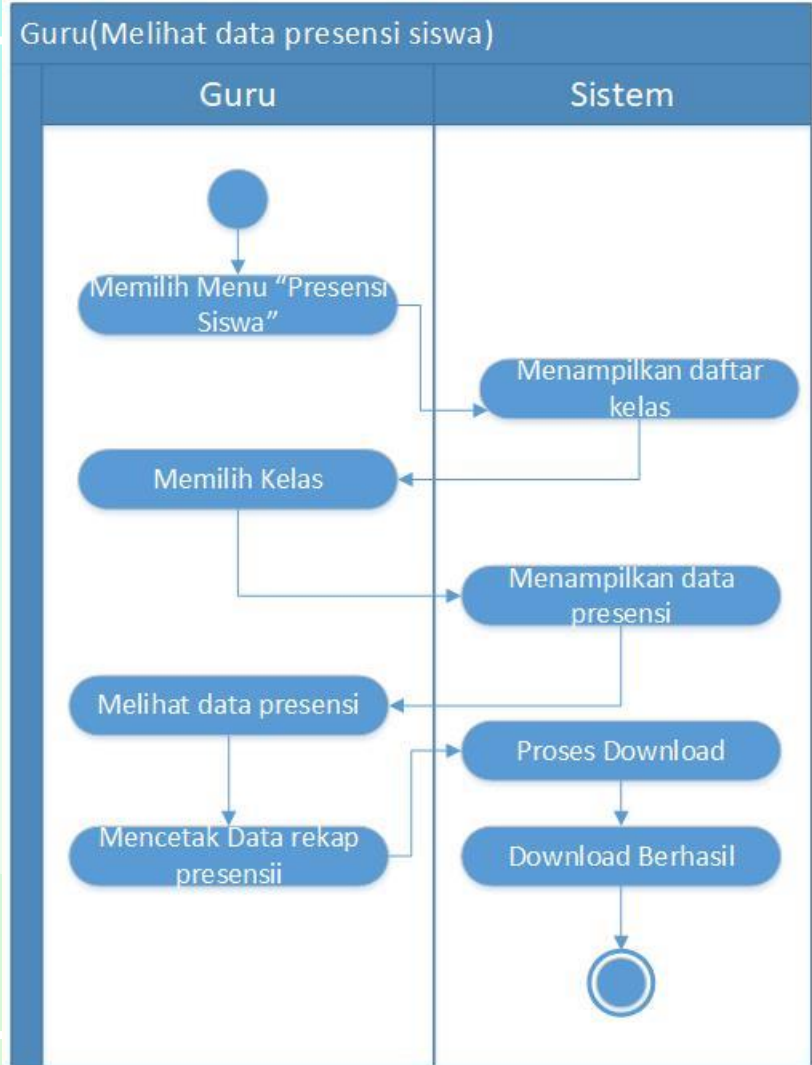 Guru(Melihat data presensi siswa)
Guru
Sistem
Memilih Menu “Presensi
Siswa”
Menampilkan daftar
kelas
Memilih Kelas
Menampilkan data
presensi
Melihat data presensi
Proses Download
Mencetak Data rekap
presensii
Download Berhasil